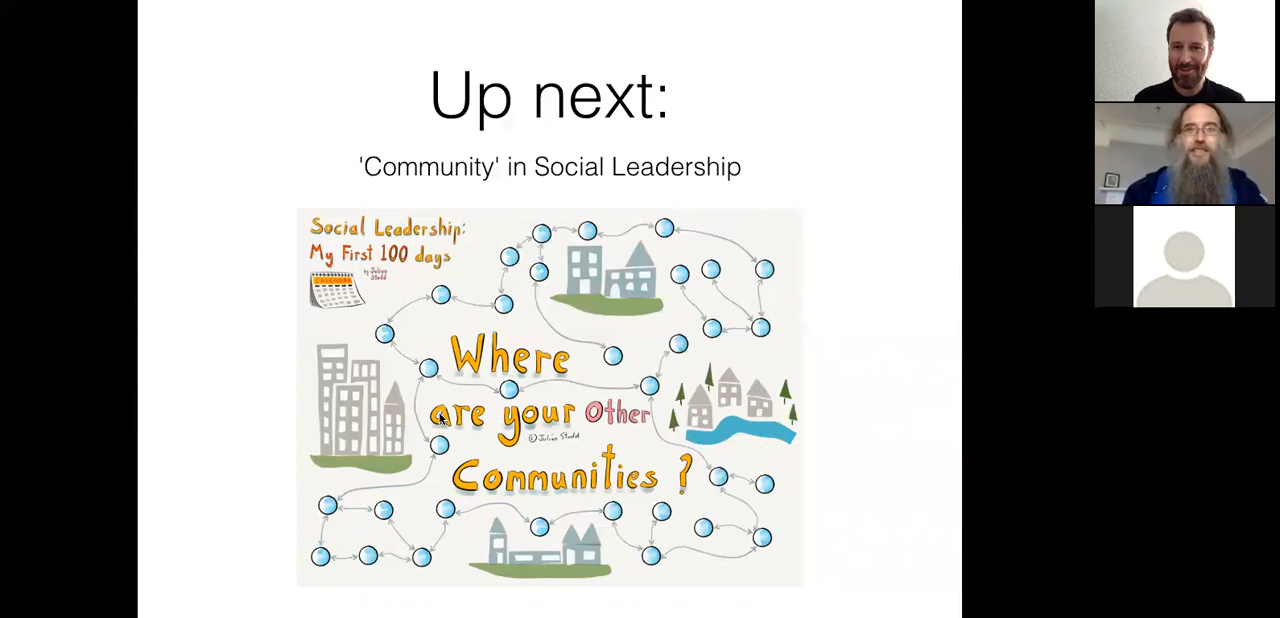 Up next:
'Community' in Social Leadership
Social Leadership:
My First 100 days
by Julian
Stodd
CALENDAR
Where
are your Other
© Julian Stodd
Communities ?